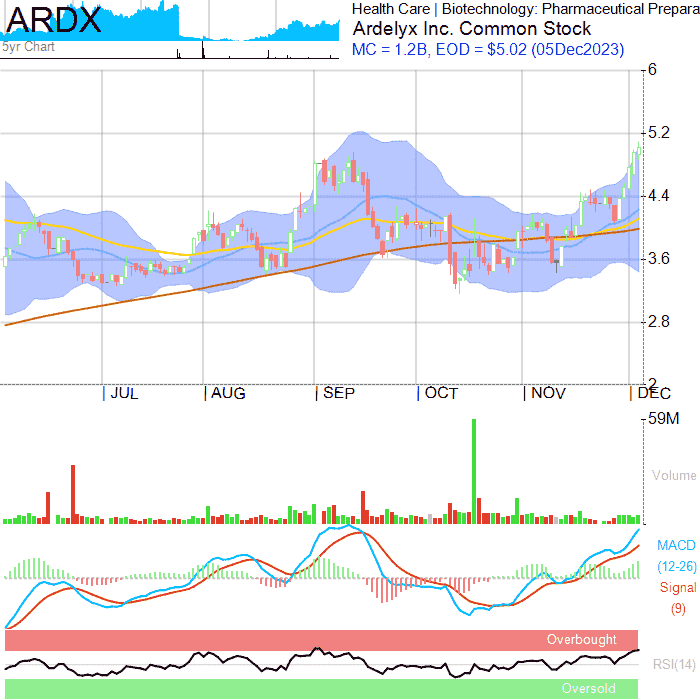 ARDX
5yr Chart
Health Care | Biotechnology: Pharmaceutical Prepara
Ardelyx Inc. Common Stock
MC = 1.2B, EOD = $5.02 (05Dec2023)
6
5.2
4.4
3.6
2.8
2
JUL
AUG
SEP
OCT
NOV
DEC
59M
Volume
MACD
(12-26)
Signal
(9)
Overbought
RSI(14)
Oversold